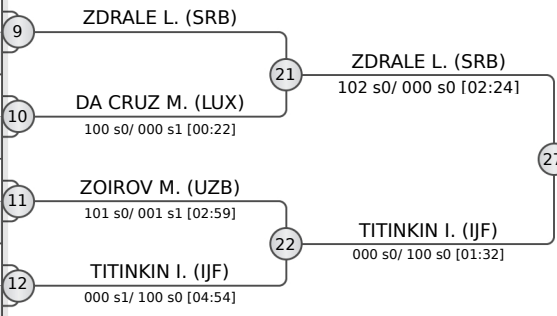 ZDRALE L. (SRB)
9
ZDRALE L. (SRB)
21
102 s0/ 000 s0 [02:24]
DA CRUZ M. (LUX)
10
100 s0/ 000 s1 [00:22]
27
ZOIROV M. (UZB)
11
101 s0/ 001 s1 [02:59]
TITINKIN I. (IJF)
22
000 s0/ 100 s0 [01:32]
TITINKIN I. (IJF)
12
000 s1/ 100 s0 [04:54]